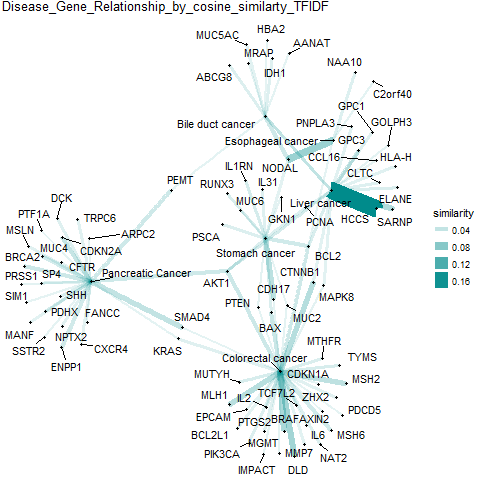 Disease_Gene_Relationship_by_cosine_similarty_TFIDF
HBA2
MUC5AC
AANAT
MRAP
ABCG8
IDH1
NAA10
C2orf40
GPC1
PNPLA3
GOLPH3
Bile duct cancer
Esophageal cancer
GPC3
CCL16
HLA-H
NODAL
CLTC
PEMT
IL1RN
RUNX3
IL31
ELANE
MUC6
Liver cancer
HCCS
SARNP
GKN1
PCNA
DCK
PTF1A
TRPC6
MSLN
ARPC2
MUC4
CDKN2A
PSCA
Stomach cancer
BCL2
BRCA2
CFTR
PRSS1
SP4
Pancreatic Cancer
AKT1
CTNNB1
CDH17
MAPK8
SIM1
SHH
PTEN
MUC2
PDHX
FANCC
SMAD4
BAX
MANF
NPTX2
KRAS
SSTR2
CXCR4
ENPP1
MTHFR
Colorectal cancer
TYMS
MUTYH
CDKN1A
MSH2
MLH1
TCF7L2
IL2
ZHX2
EPCAM
PTGS2
BRAF
AXIN2
PDCD5
BCL2L1
IL6
MSH6
PIK3CA
MGMT
MMP7
NAT2
IMPACT
DLD
similarity
0.04
0.08
0.12
0.16